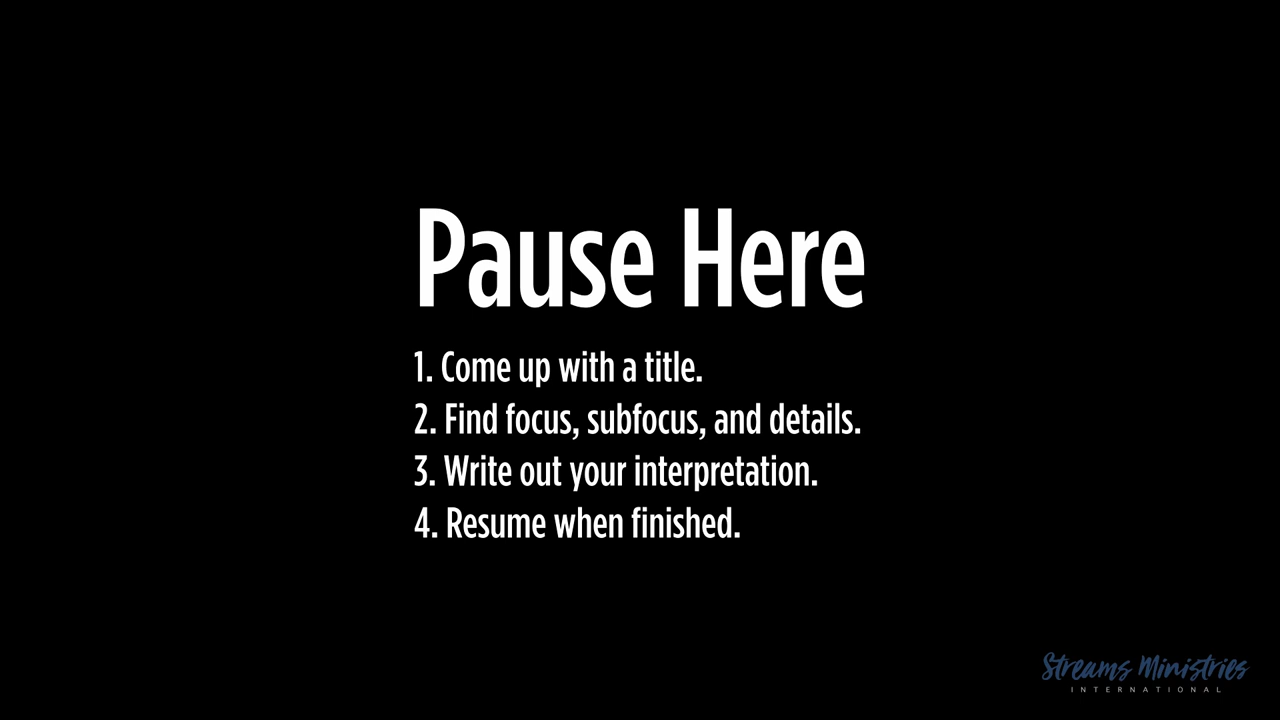 Pause Here
1. Come up with a title.
2. Find focus, subfocus, and details.
3. Write out your interpretation.
4. Resume when finished.
Streams Ministries
INTERNATIONAL